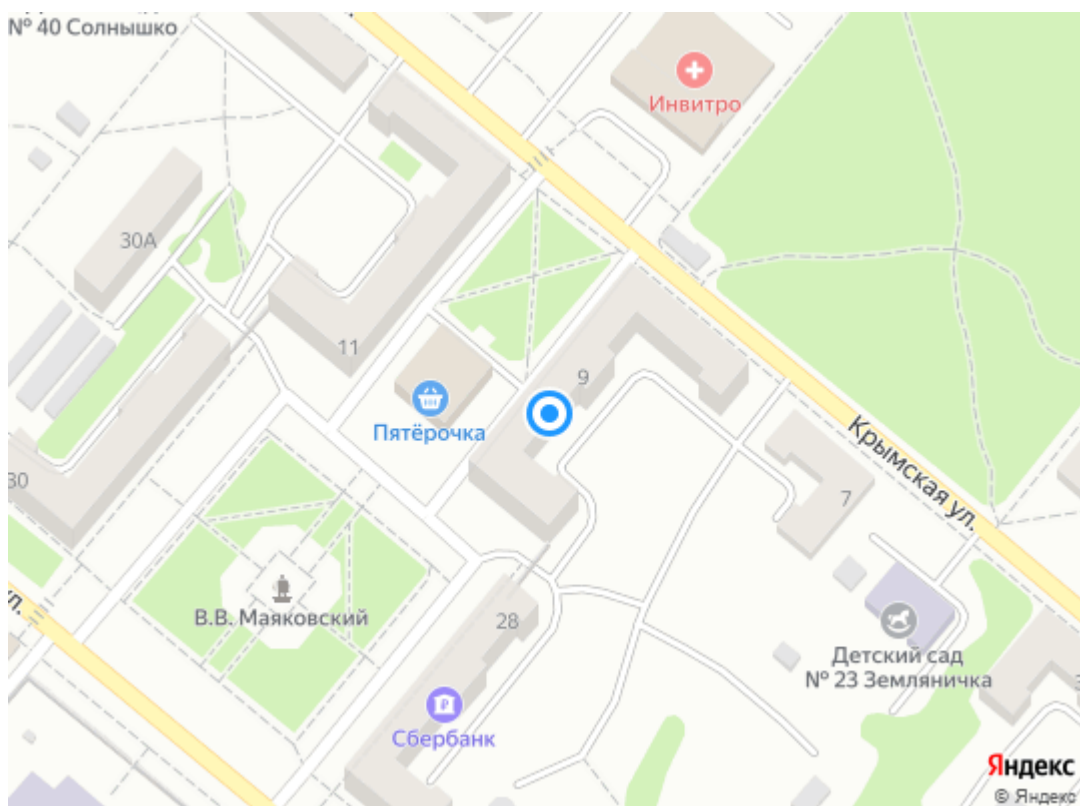 № 40 Солнышко
Инвитро
30А
11
9
Пятёрочка
Крымская ул.
30
7
ул.
В.В. Маяковский
28
Детский сад
№ 23 Земляничка
Сбербанк
Яндекс
© Яндекс